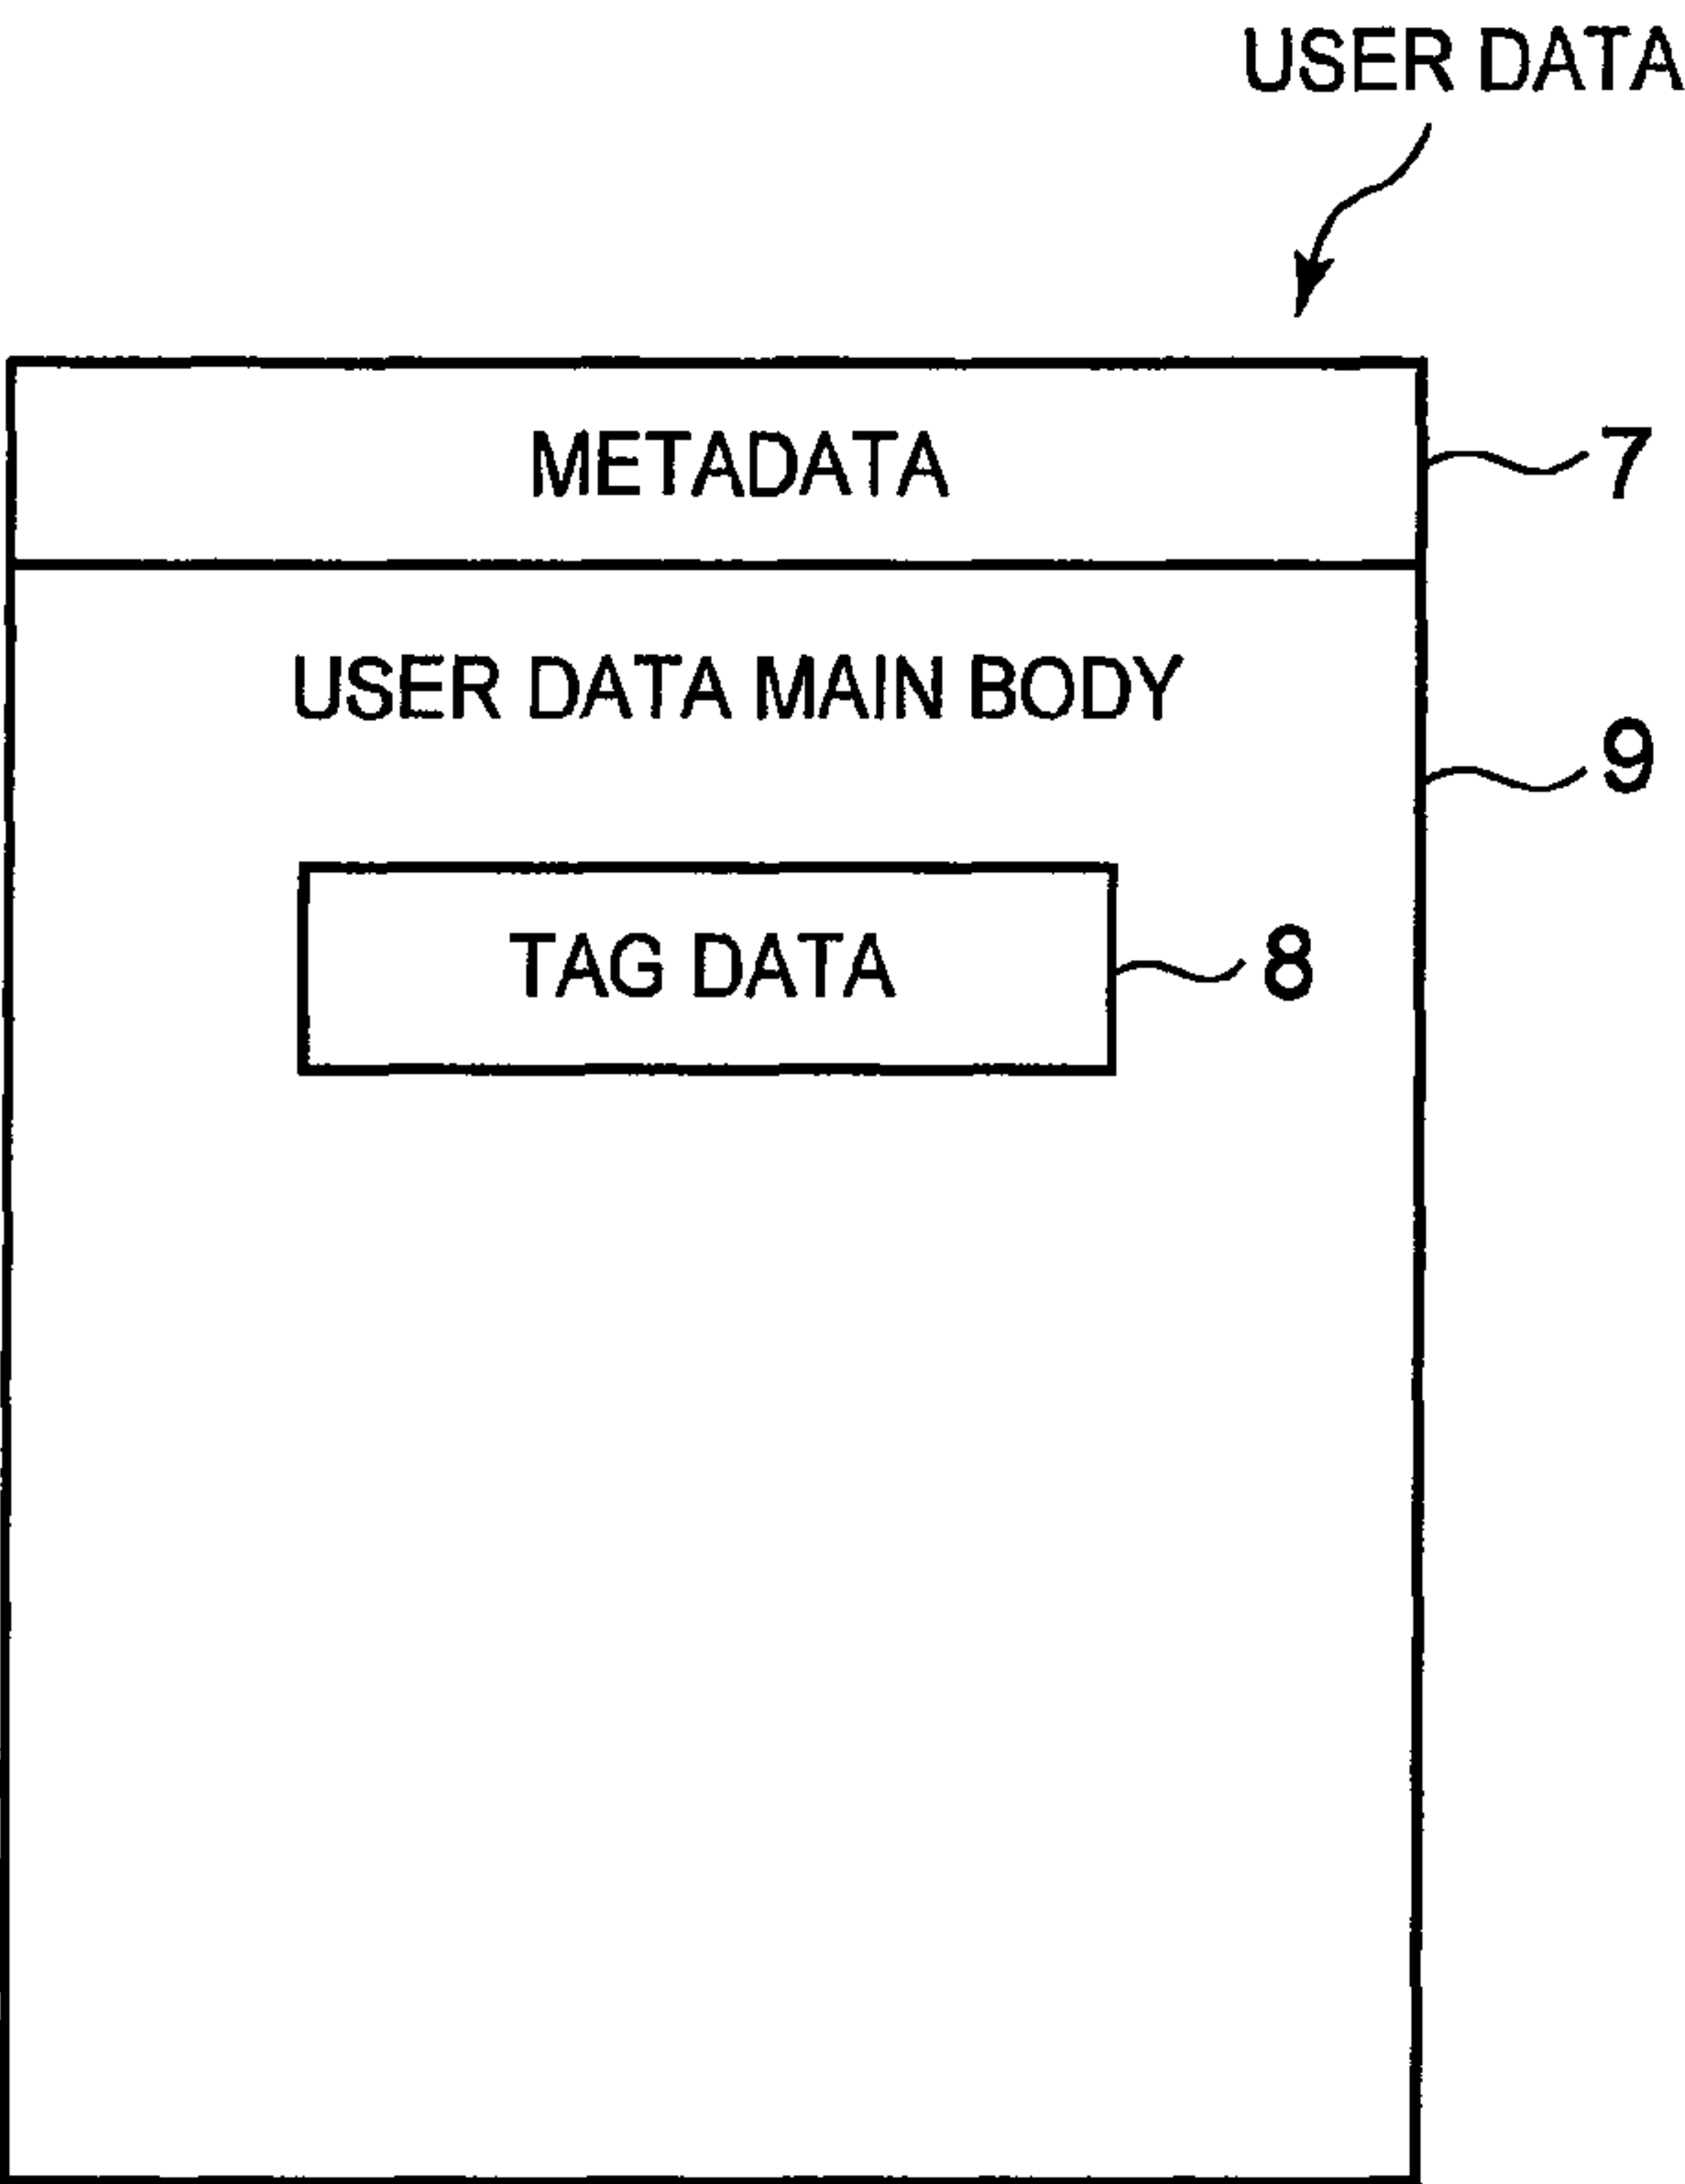 USER DATA
METADATA
7
USER DATA MAIN BODY
9
TAG DATA
8